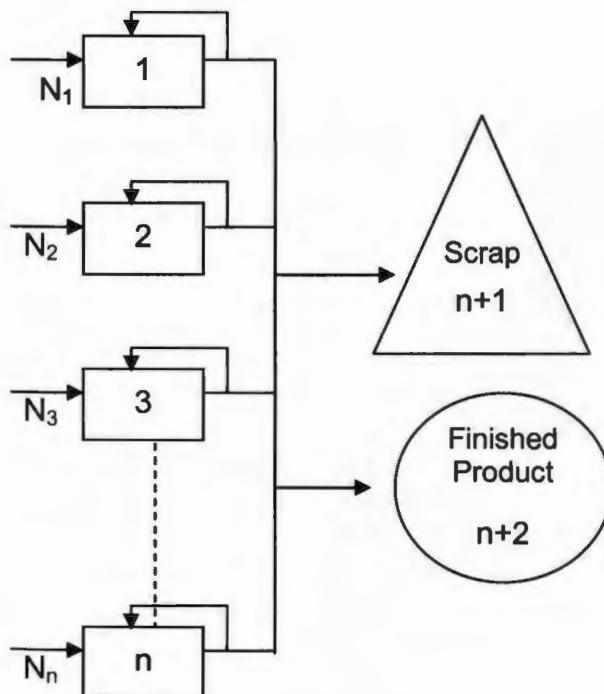 1
N₁
2
N₂
Scrap
n+1
3
N₃
Finished
Product
n+2
n
Nₙ